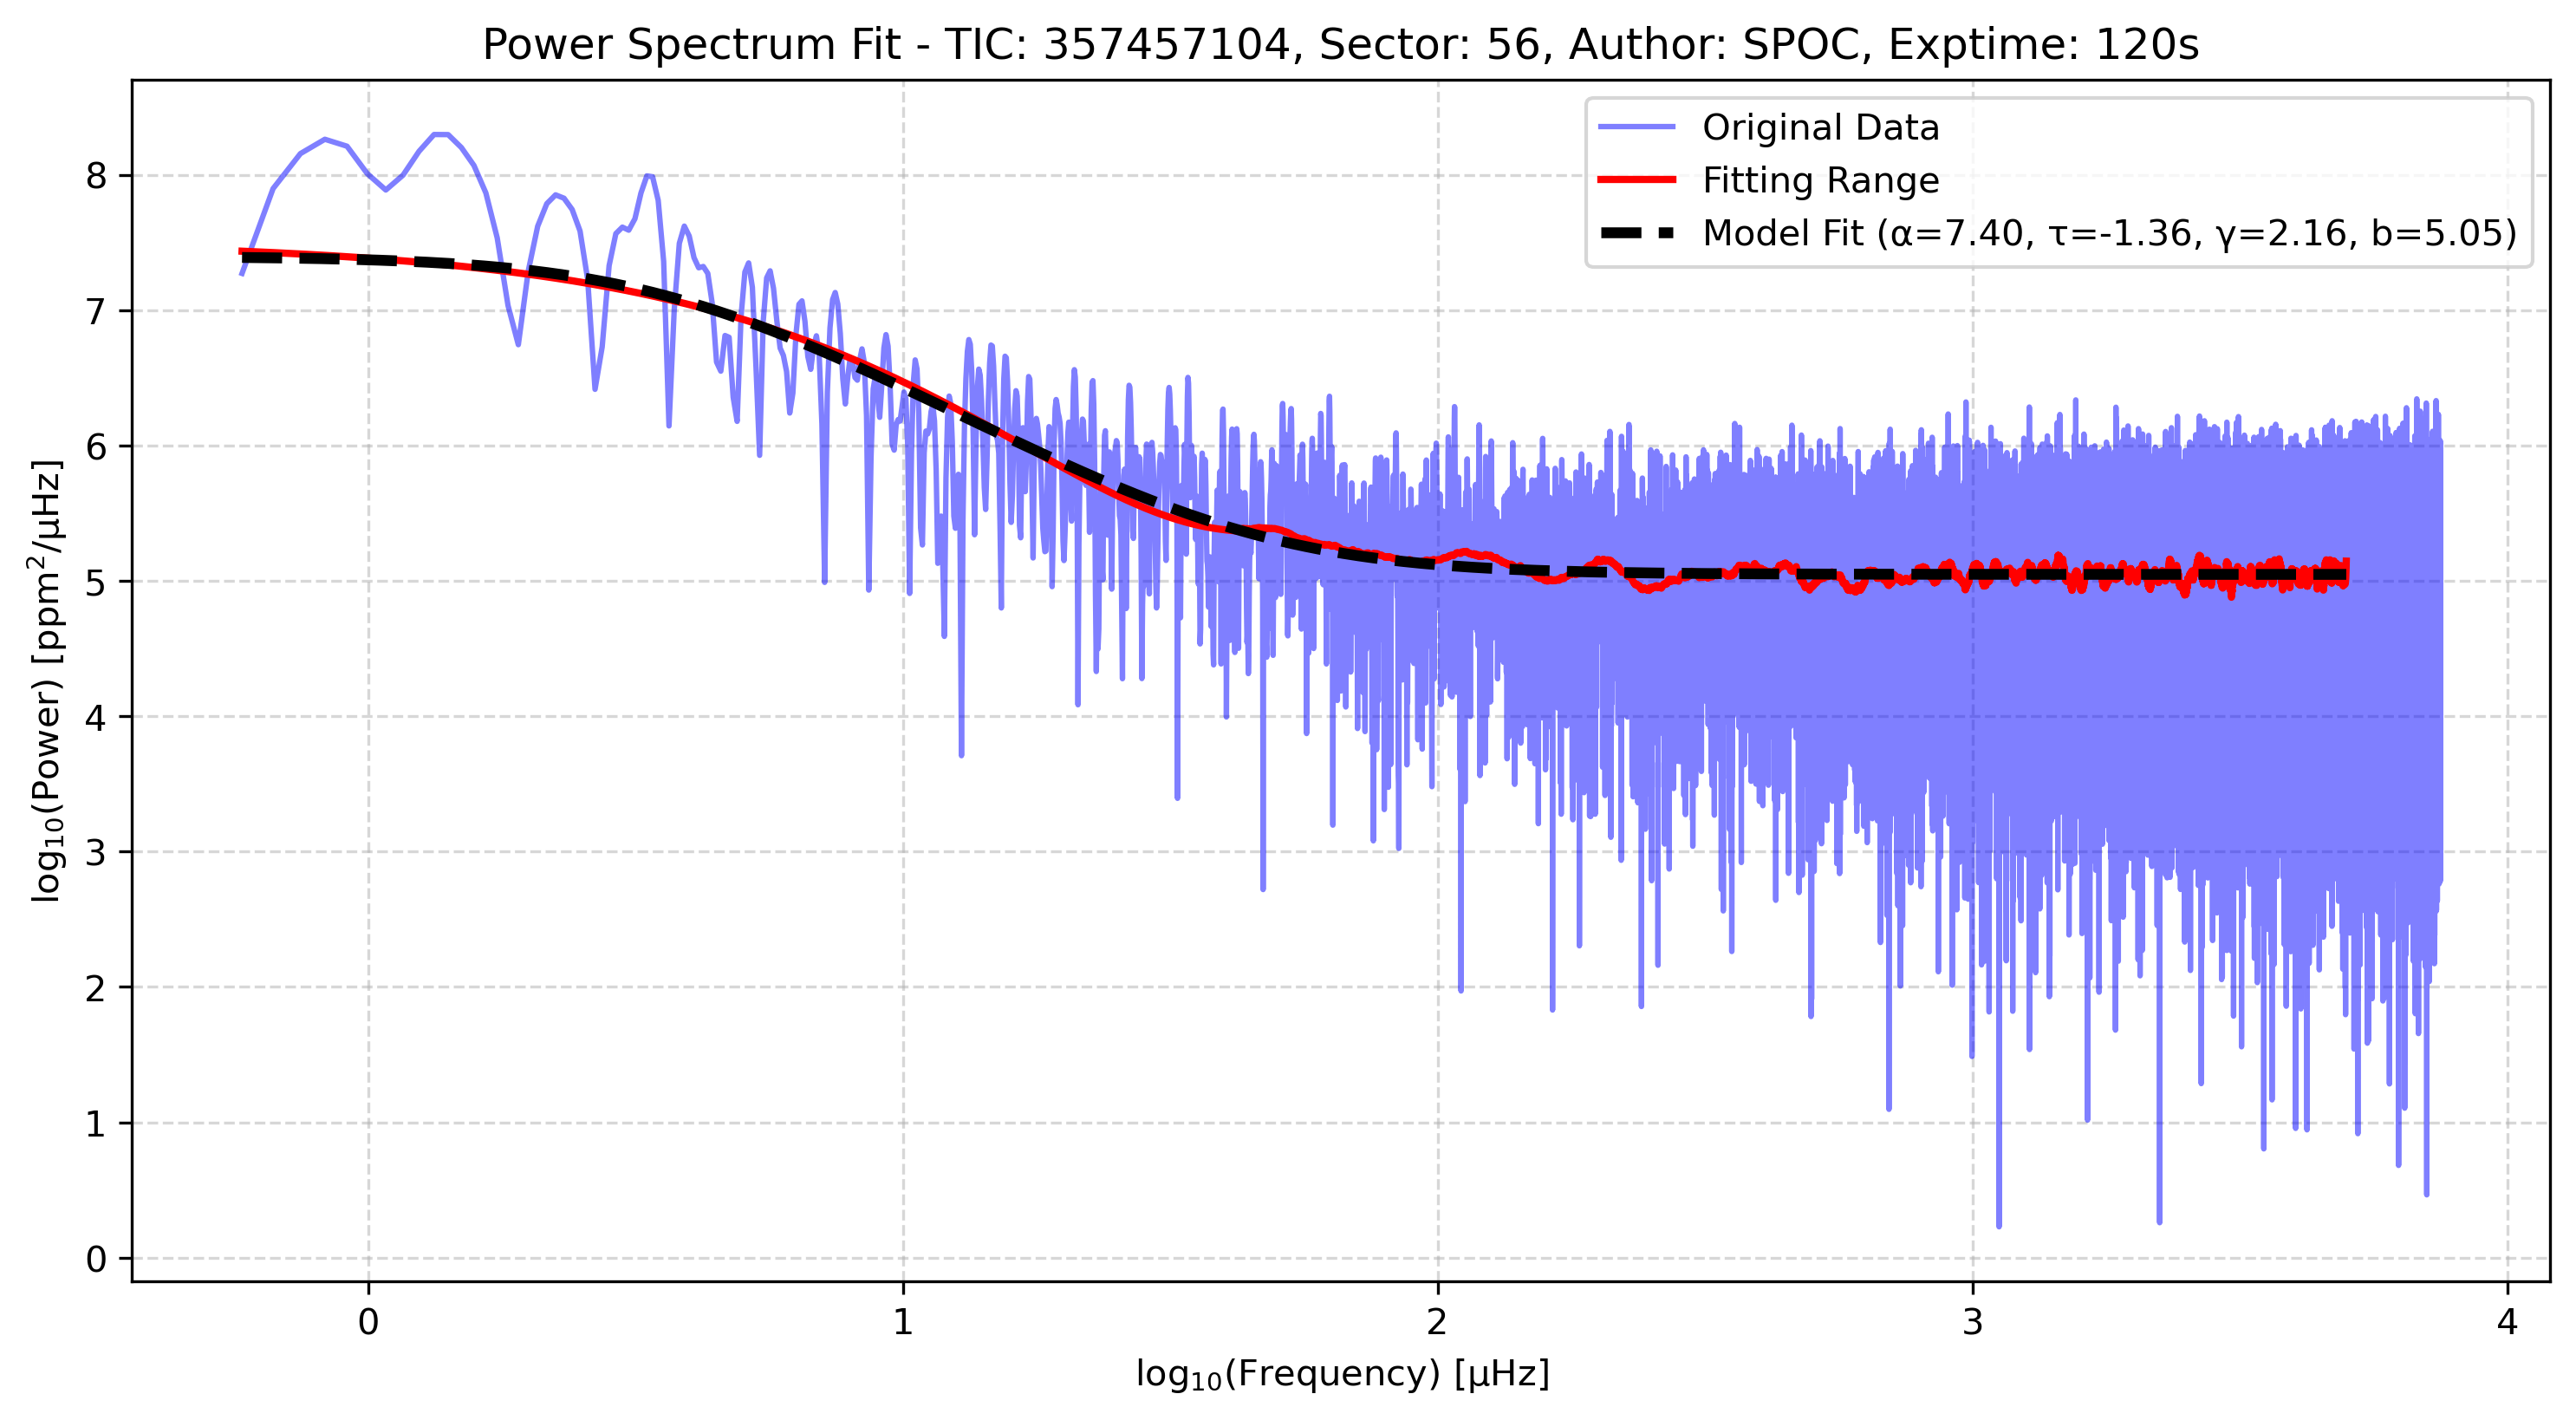 Power Spectrum Fit - TIC: 357457104, Sector: 56, Author: SPOC, Exptime: 120s
Original Data
Fitting Range
Model Fit (α=7.40, τ=-1.36, γ=2.16, b=5.05)
log₁₀(Power) [ppm²/μHz]
8
7
6
5
4
3
2
1
0
0 1 2 3 4
log₁₀(Frequency) [μHz]